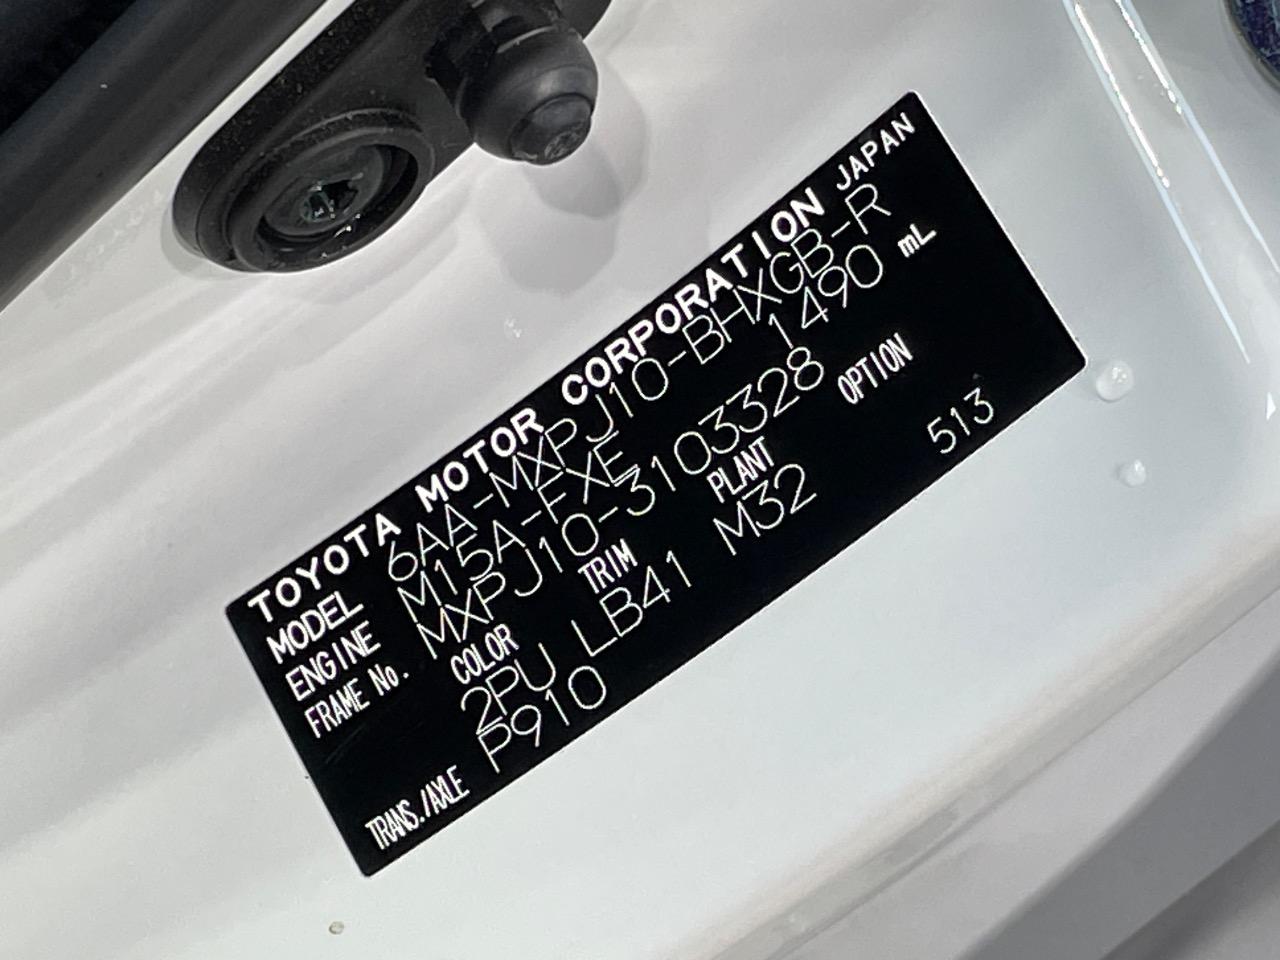 TOYOTA MOTOR CORPORATION JAPAN
MODEL 6AA-MXPJ10-BHXGB-R
ENGINE M15A-FXE 1490 mL
FRAME No. MXPJ10-3103328
COLOR TRIM PLANT OPTION
2PU LB41 M32 513
TRANS./AXLE P910